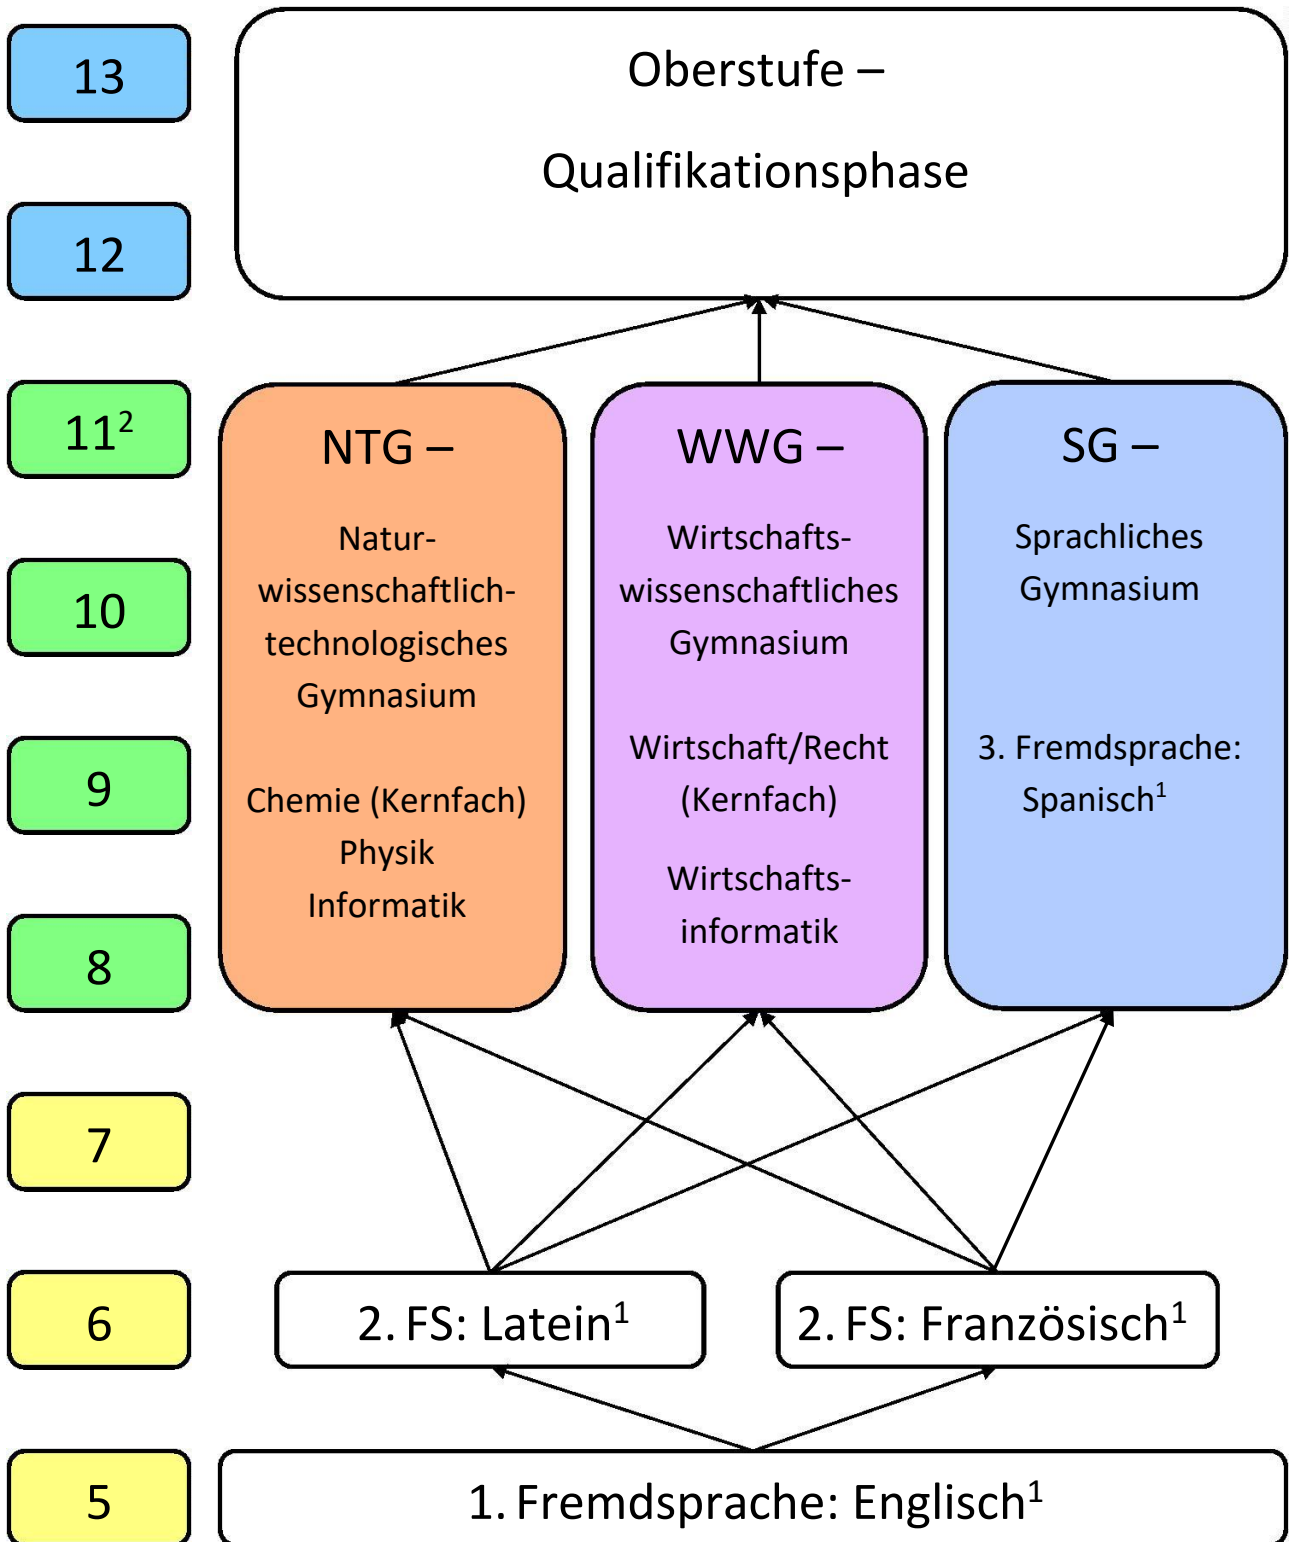 13
Oberstufe –
Qualifikationsphase
12
11²
NTG –
Natur-
wissenschaftlich-
technologisches
Gymnasium
Chemie (Kernfach)
Physik
Informatik
WWG –
Wirtschafts-
wissenschaftliches
Gymnasium
Wirtschaft/Recht
(Kernfach)
Wirtschafts-
informatik
SG –
Sprachliches
Gymnasium
3. Fremdsprache:
Spanisch¹
10
9
8
7
6
2. FS: Latein¹
2. FS: Französisch¹
5
1. Fremdsprache: Englisch¹